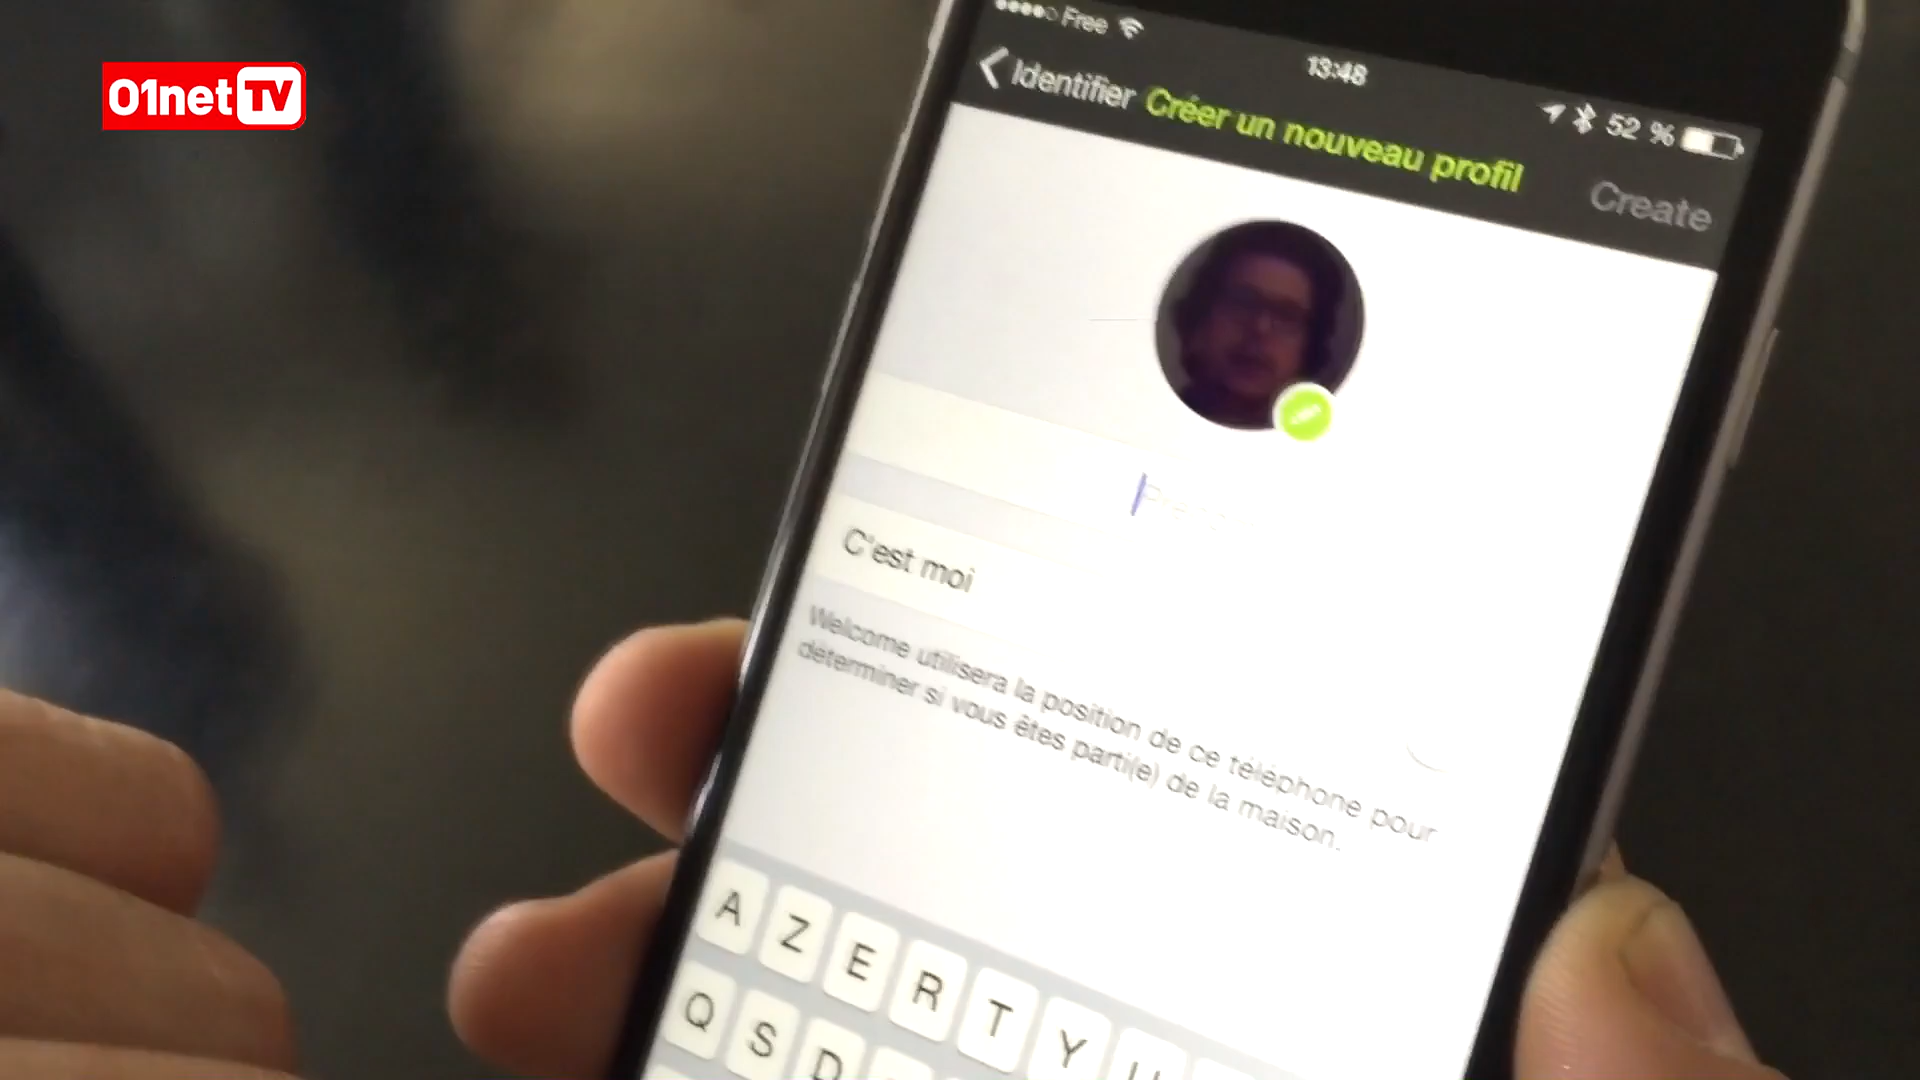 01net TV
Free
13:48
52 %
Identifier
Créer un nouveau profil
Create
C'est moi
Welcome utilisera la position de ce téléphone pour
déterminer si vous êtes parti(e) de la maison.
A Z E R T Y U
Q S D